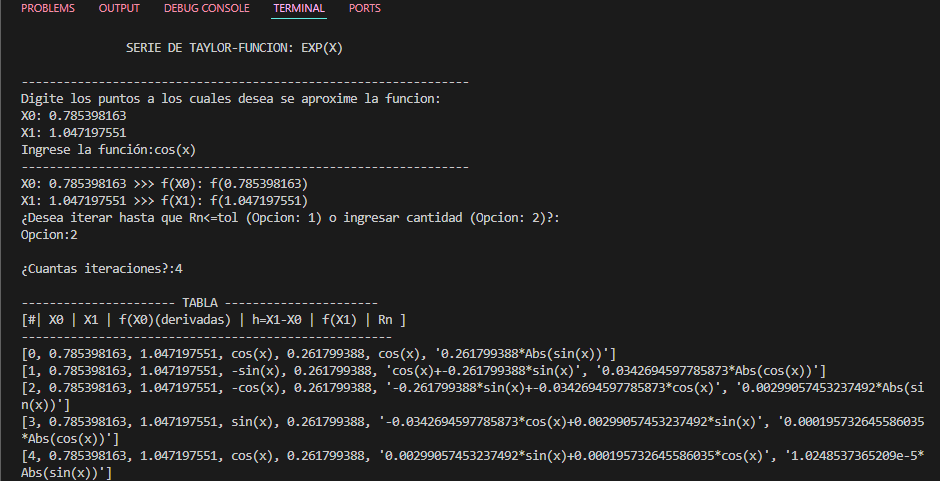 PROBLEMS OUTPUT DEBUG CONSOLE TERMINAL PORTS
SERIE DE TAYLOR-FUNCION: EXP(X)
----------------------------------------------------------------
Digite los puntos a los cuales desea se aproxime la funcion:
X0: 0.785398163
X1: 1.047197551
Ingrese la función:cos(x)
----------------------------------------------------------------
X0: 0.785398163 >>> f(X0): f(0.785398163)
X1: 1.047197551 >>> f(X1): f(1.047197551)
¿Desea iterar hasta que Rn<=tol (Opcion: 1) o ingresar cantidad (Opcion: 2)?:
Opcion:2
¿Cuantas iteraciones?:4
---------------------- TABLA ----------------------
[#| X0 | X1 | f(X0)(derivadas) | h=X1-X0 | f(X1) | Rn ]
-----------------------------------------------------
[0, 0.785398163, 1.047197551, cos(x), 0.261799388, cos(x), '0.261799388*Abs(sin(x))']
[1, 0.785398163, 1.047197551, -sin(x), 0.261799388, 'cos(x)+-0.261799388*sin(x)', '0.0342694597785873*Abs(cos(x))']
[2, 0.785398163, 1.047197551, -cos(x), 0.261799388, '-0.261799388*sin(x)+-0.0342694597785873*cos(x)', '0.00299057453237492*Abs(si
n(x))']
[3, 0.785398163, 1.047197551, sin(x), 0.261799388, '-0.0342694597785873*cos(x)+0.00299057453237492*sin(x)', '0.000195732645586035
*Abs(cos(x))']
[4, 0.785398163, 1.047197551, cos(x), 0.261799388, '0.00299057453237492*sin(x)+0.000195732645586035*cos(x)', '1.0248537365209e-5*
Abs(sin(x))']